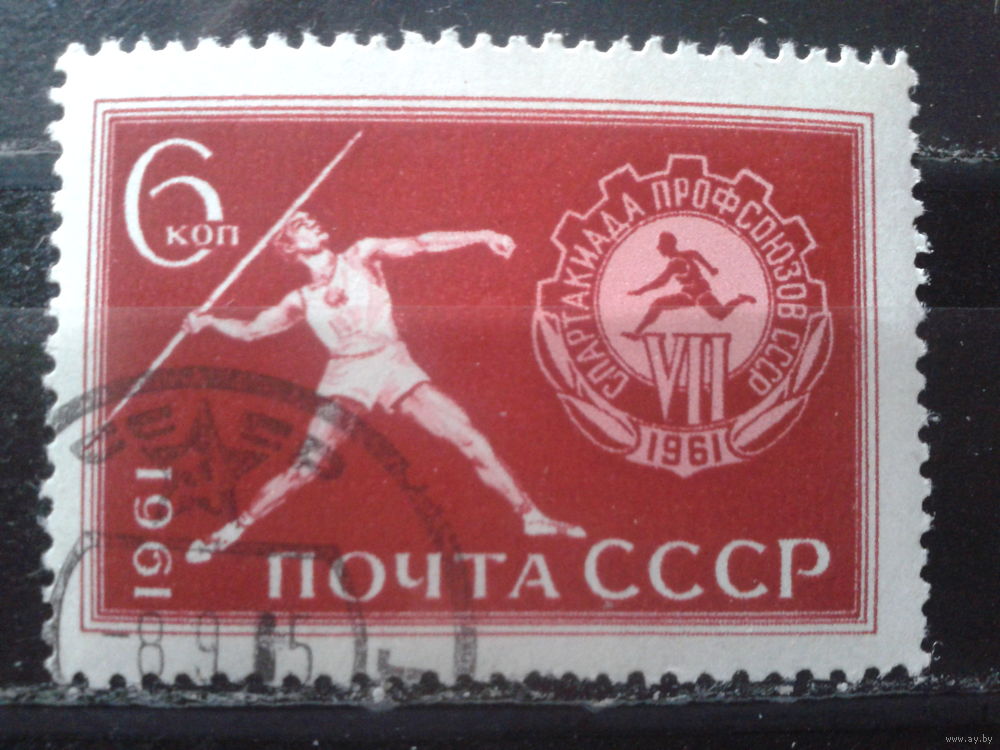 6
КОП
СПАРТАКИАДА ПРОФСОЮЗОВ СССР
VII
1961
1961
ПОЧТА СССР
www.ay.by